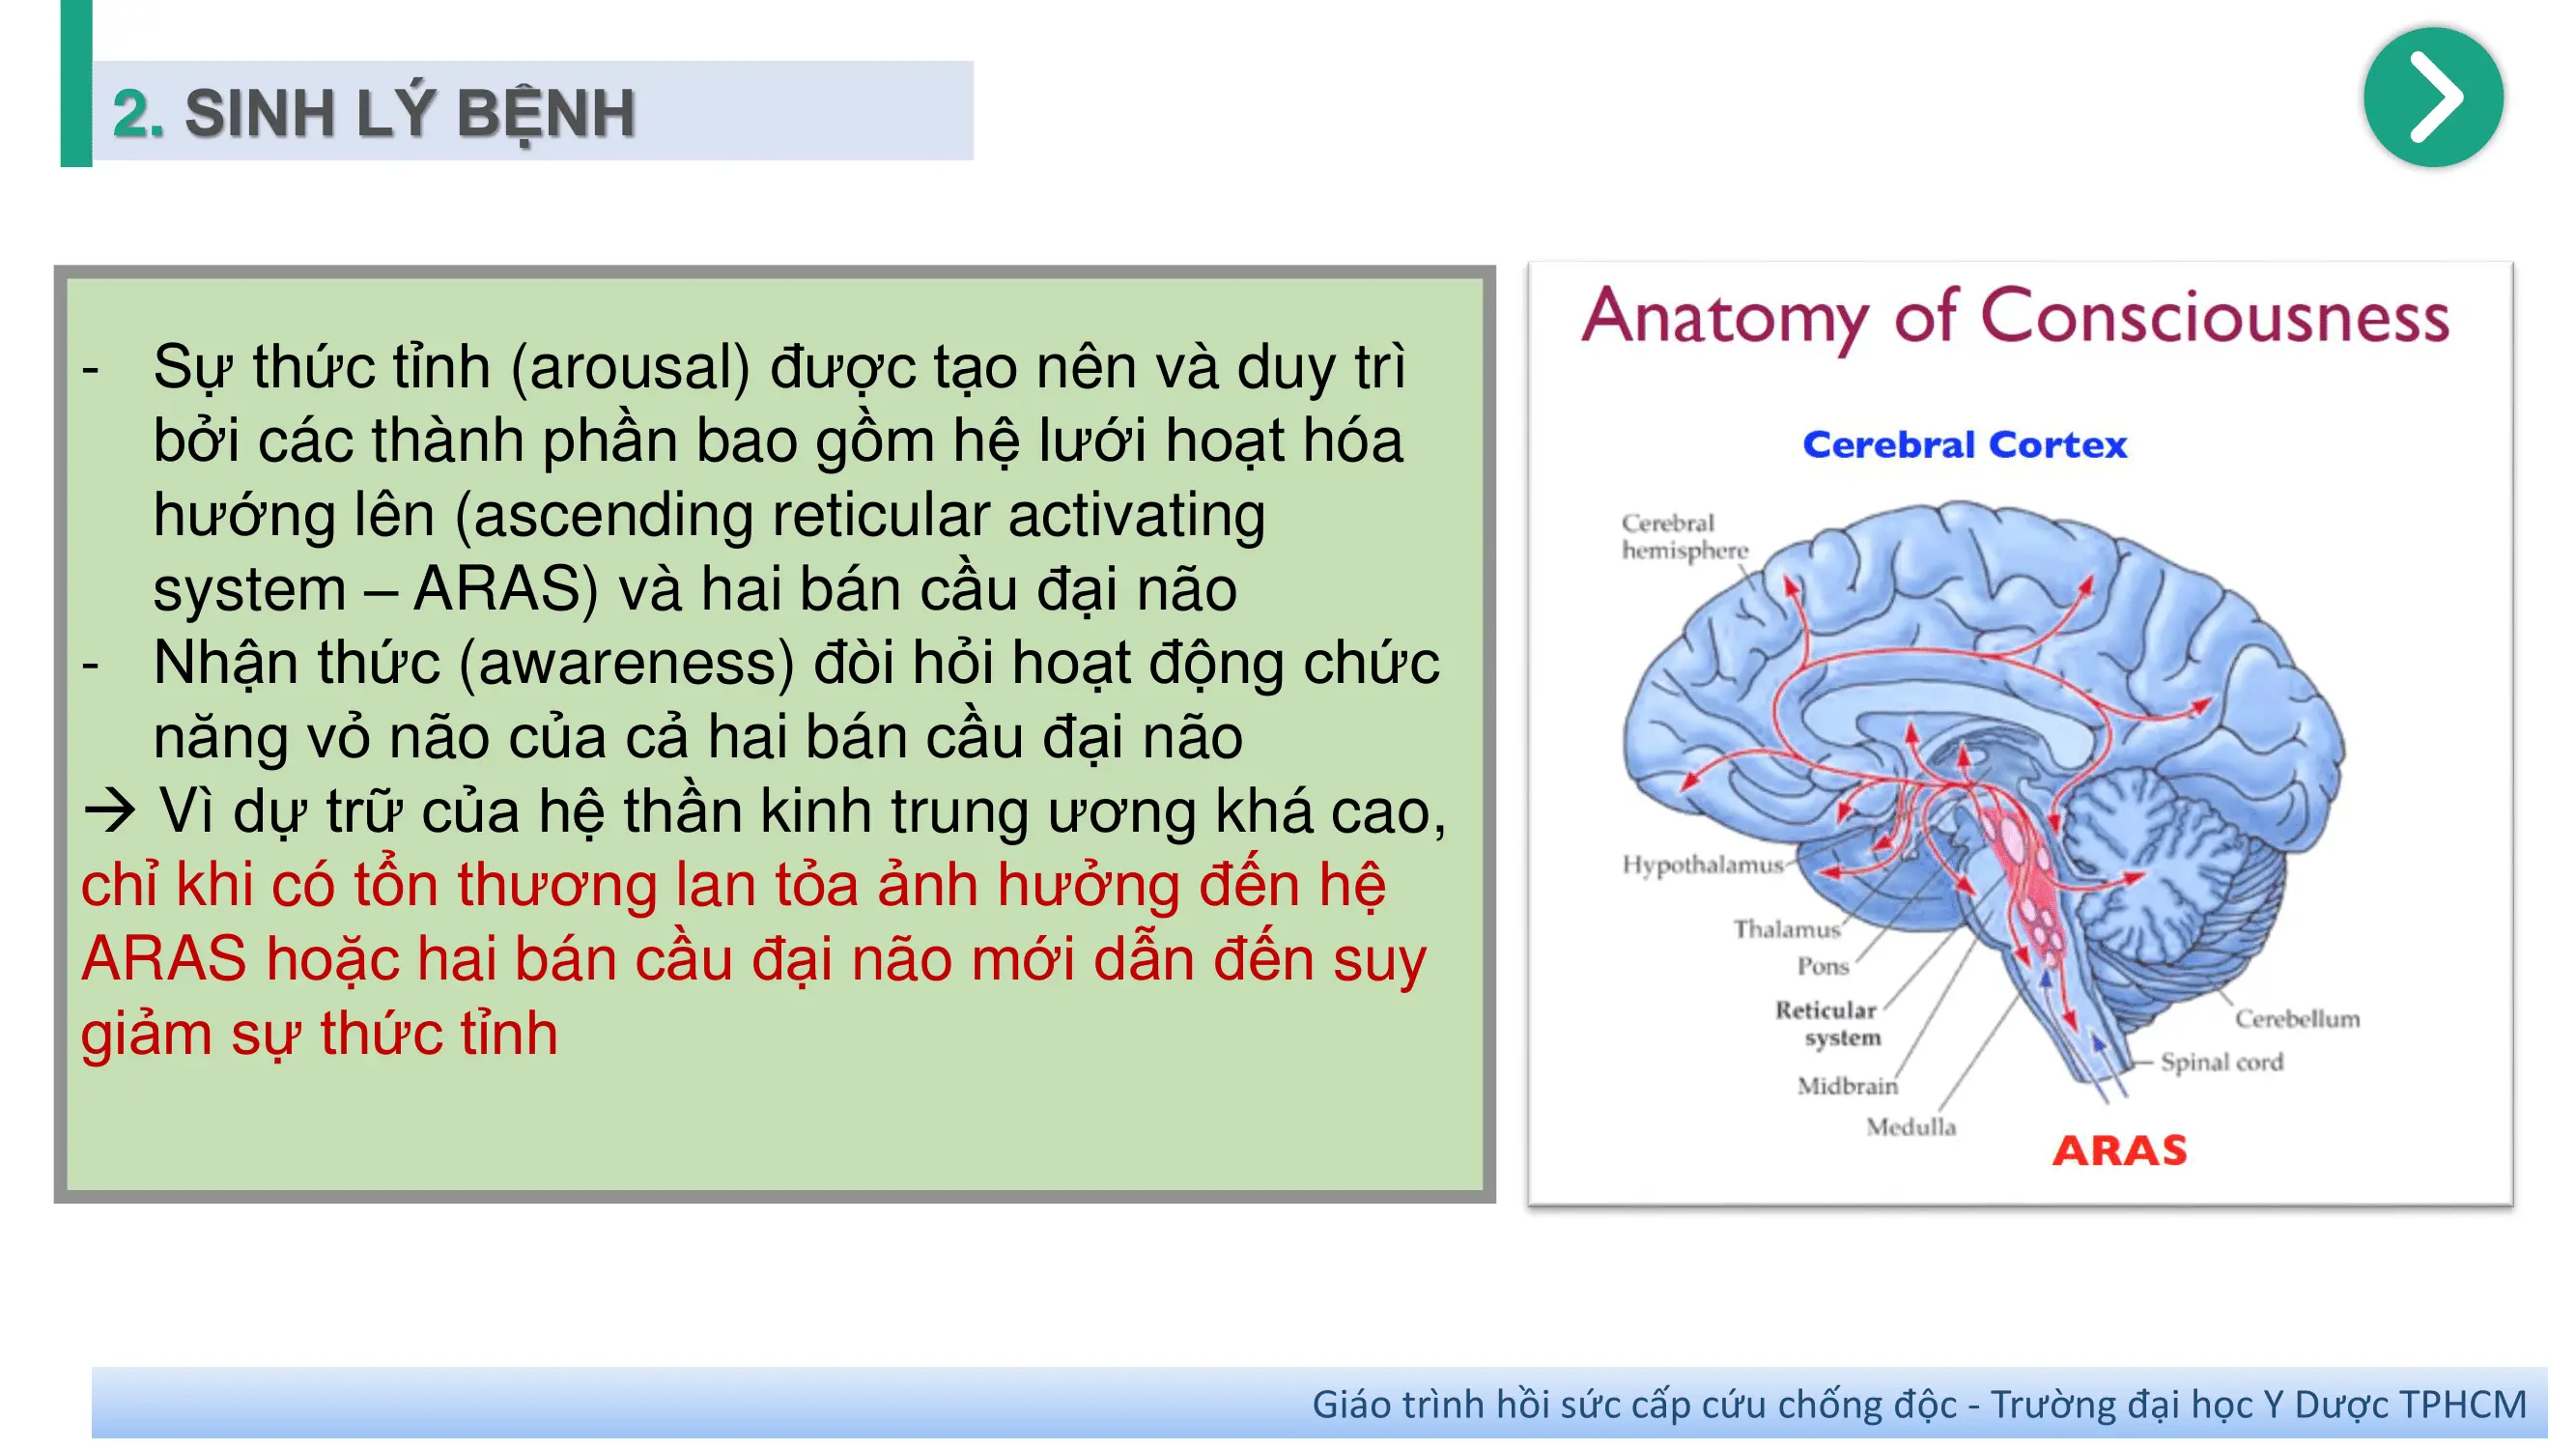 2. SINH LÝ BỆNH
- Sự thức tỉnh (arousal) được tạo nên và duy trì
bởi các thành phần bao gồm hệ lưới hoạt hóa
hướng lên (ascending reticular activating
system – ARAS) và hai bán cầu đại não
- Nhận thức (awareness) đòi hỏi hoạt động chức
năng vỏ não của cả hai bán cầu đại não
→ Vì dự trữ của hệ thần kinh trung ương khá cao,
chỉ khi có tổn thương lan tỏa ảnh hưởng đến hệ
ARAS hoặc hai bán cầu đại não mới dẫn đến suy
giảm sự thức tỉnh
Anatomy of Consciousness
Cerebral Cortex
Cerebral
hemisphere
Hypothalamus
Thalamus
Pons
Reticular
system
Midbrain
Medulla
Cerebellum
Spinal cord
ARAS
Giáo trình hồi sức cấp cứu chống độc - Trường đại học Y Dược TPHCM